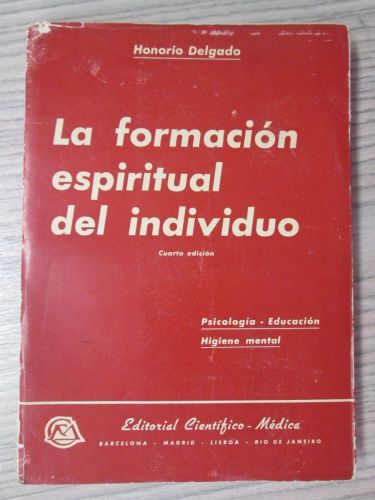 Honorio Delgado
La formación
espiritual
del individuo
Cuarta edición
Psicología - Educación
Higiene mental
Editorial Científico - Médica
BARCELONA - MADRID - LISBOA - RIO DE JANEIRO